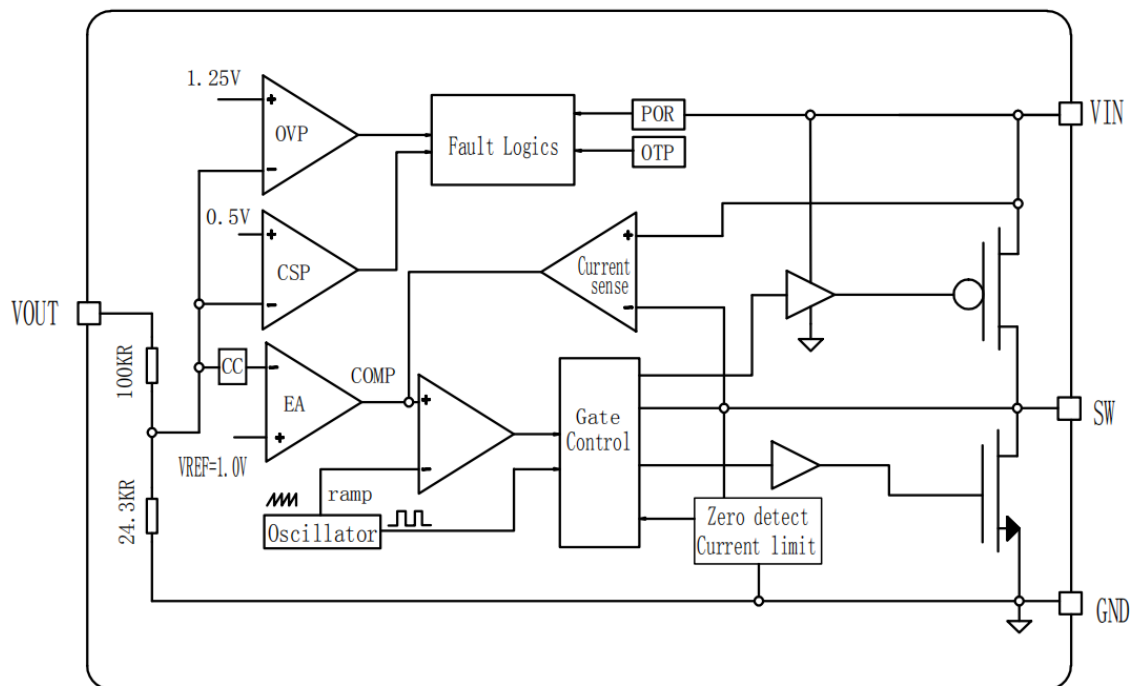 1.25V
+
OVP
-
Fault Logics
POR
OTP
VIN
0.5V
+
CSP
-
+
Current
sense
-
VOUT
100KR
CC
-
EA
+
COMP
VREF=1.0V
+
-
Gate
Control
SW
24.3KR
ramp
Oscillator
Zero detect
Current limit
GND